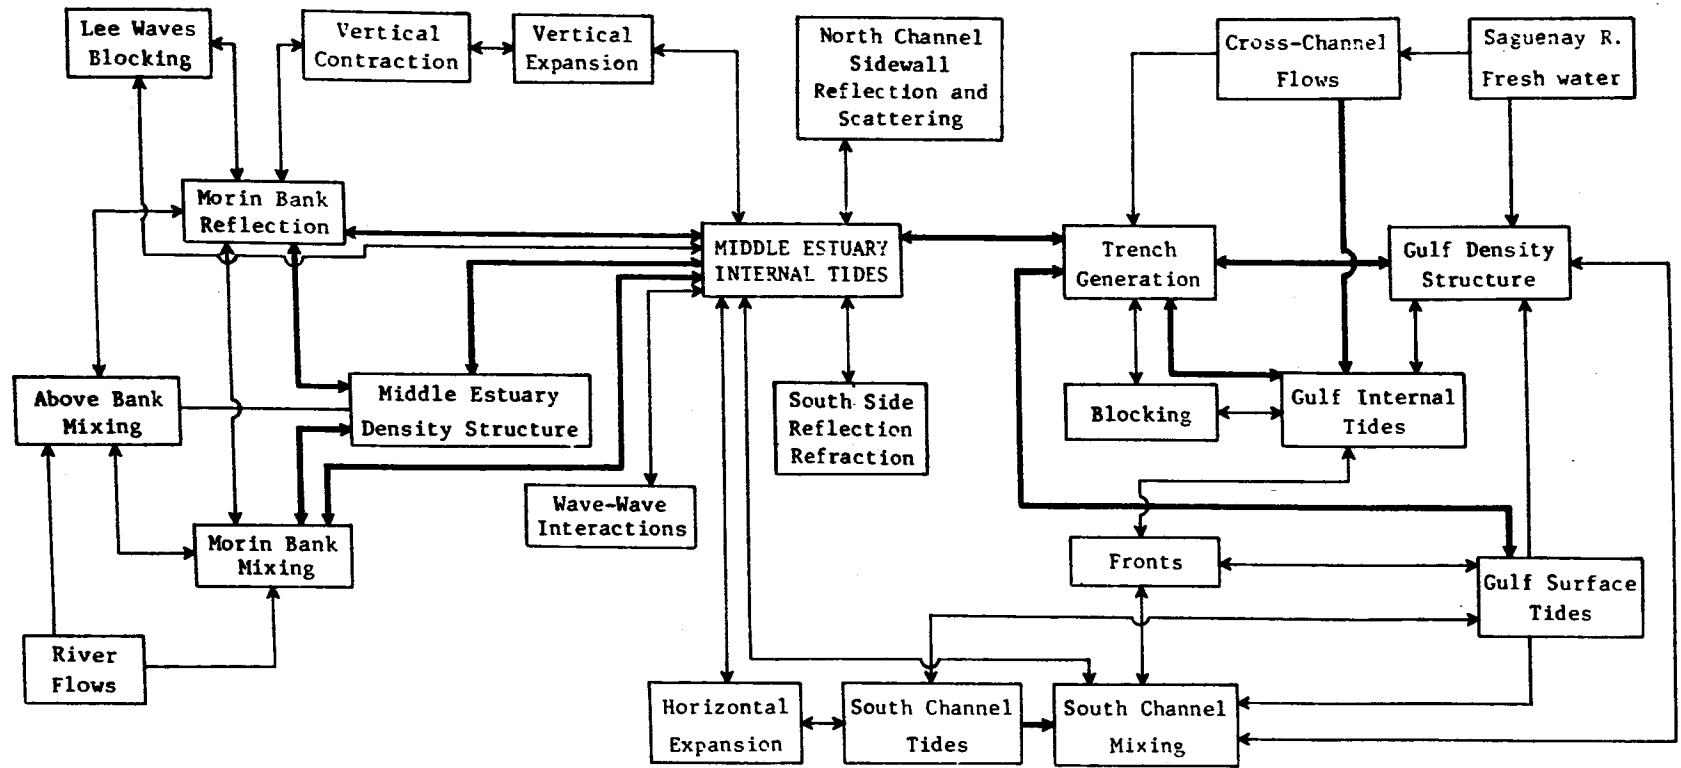 Lee Waves
Blocking
Vertical
Contraction
Vertical
Expansion
North Channel
Sidewall
Reflection and
Scattering
Cross-Channel
Flows
Saguenay R.
Fresh water
Morin Bank
Reflection
MIDDLE ESTUARY
INTERNAL TIDES
Trench
Generation
Gulf Density
Structure
Above Bank
Mixing
Middle Estuary
Density Structure
South Side
Reflection
Refraction
Blocking
Gulf Internal
Tides
Wave-Wave
Interactions
Morin Bank
Mixing
Fronts
Gulf Surface
Tides
River
Flows
Horizontal
Expansion
South Channel
Tides
South Channel
Mixing